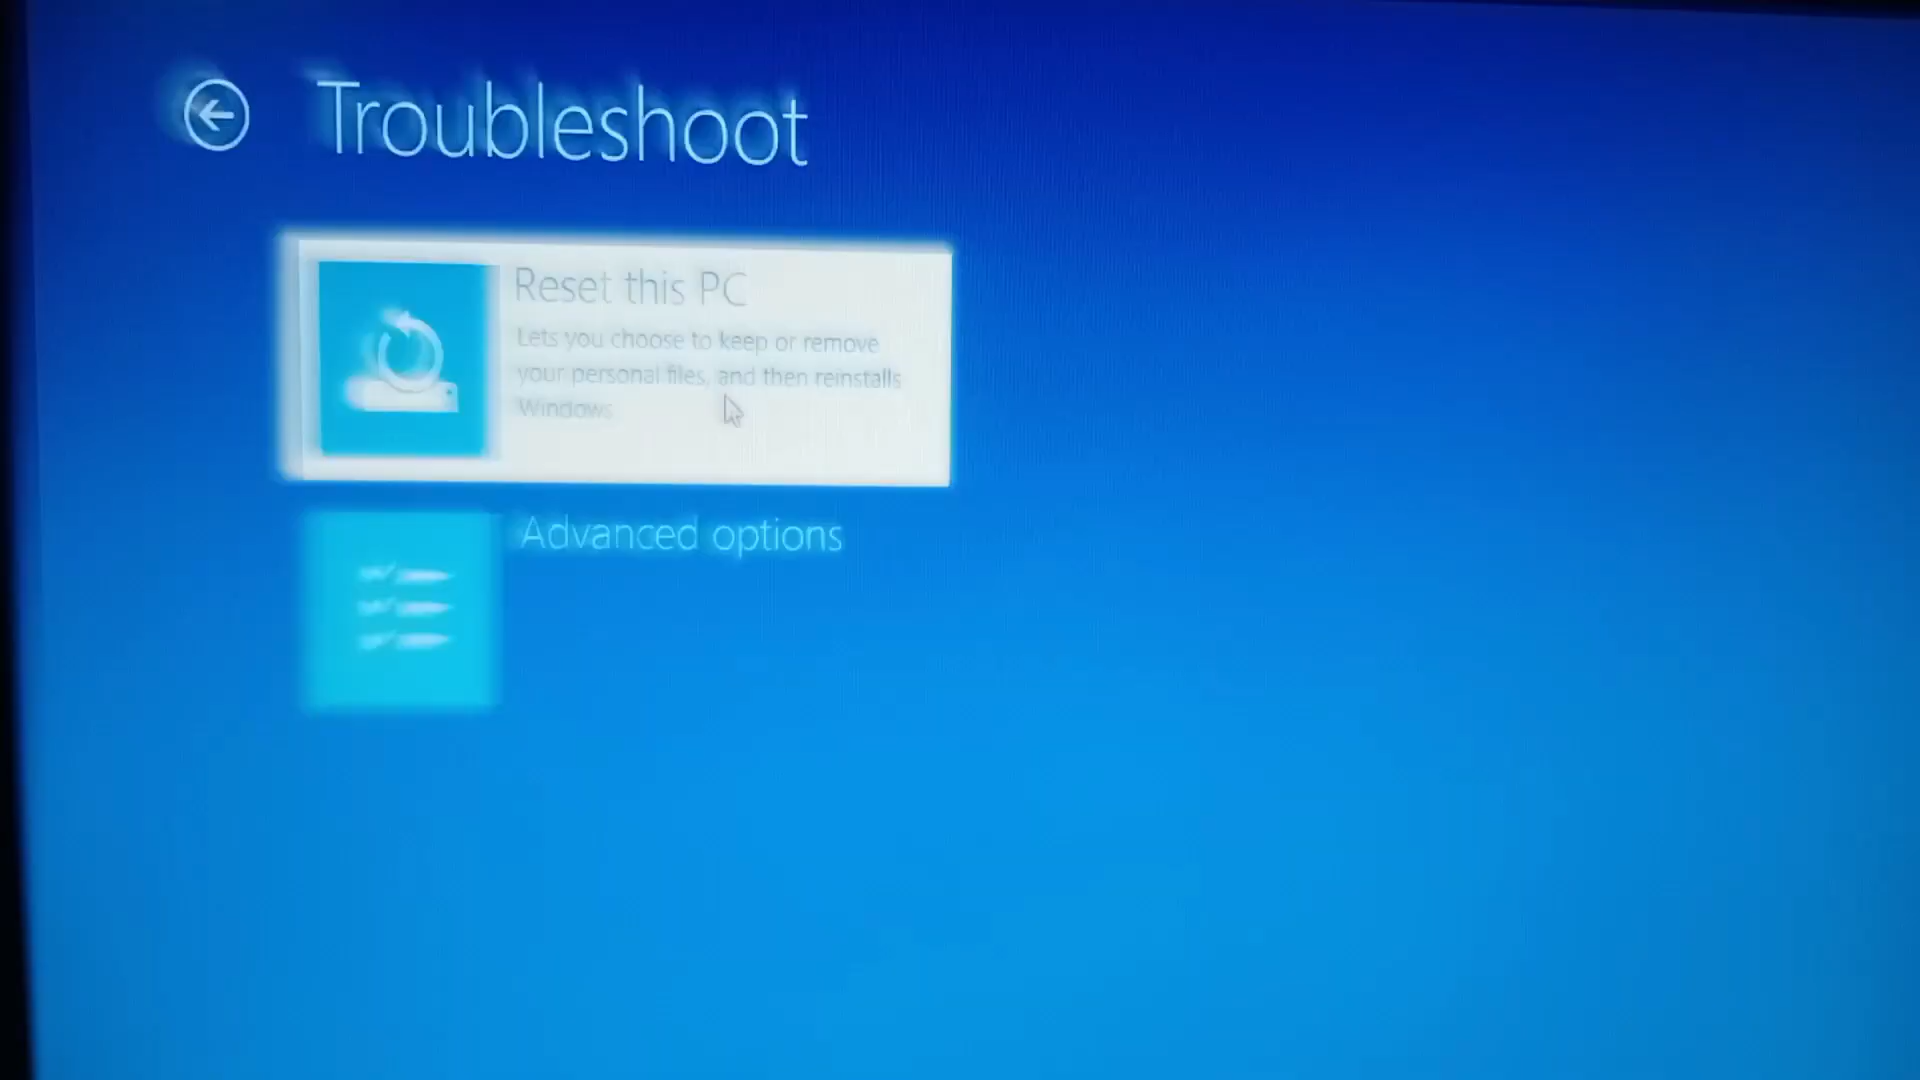 Troubleshoot
Reset this PC
Lets you choose to keep or remove
your personal files, and then reinstalls
Windows.
Advanced options